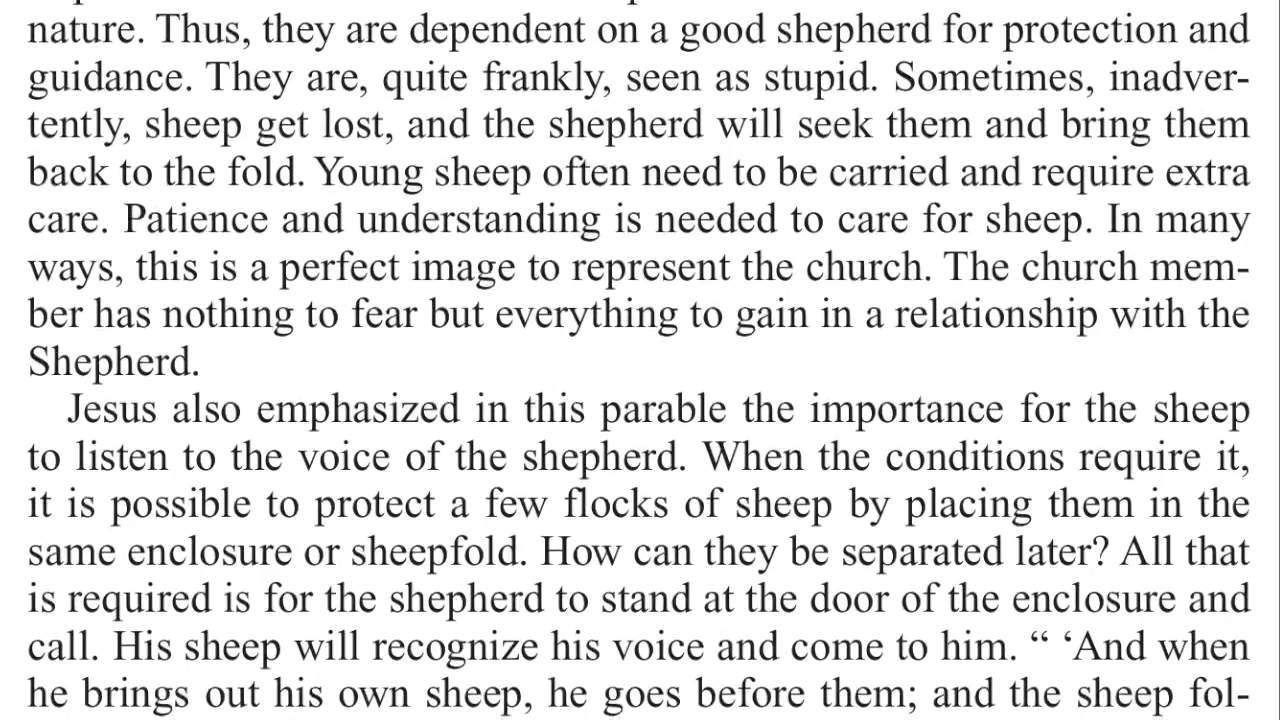 nature. Thus, they are dependent on a good shepherd for protection and
guidance. They are, quite frankly, seen as stupid. Sometimes, inadver-
tently, sheep get lost, and the shepherd will seek them and bring them
back to the fold. Young sheep often need to be carried and require extra
care. Patience and understanding is needed to care for sheep. In many
ways, this is a perfect image to represent the church. The church mem-
ber has nothing to fear but everything to gain in a relationship with the
Shepherd.
Jesus also emphasized in this parable the importance for the sheep
to listen to the voice of the shepherd. When the conditions require it,
it is possible to protect a few flocks of sheep by placing them in the
same enclosure or sheepfold. How can they be separated later? All that
is required is for the shepherd to stand at the door of the enclosure and
call. His sheep will recognize his voice and come to him. “ ‘And when
he brings out his own sheep, he goes before them; and the sheep fol-